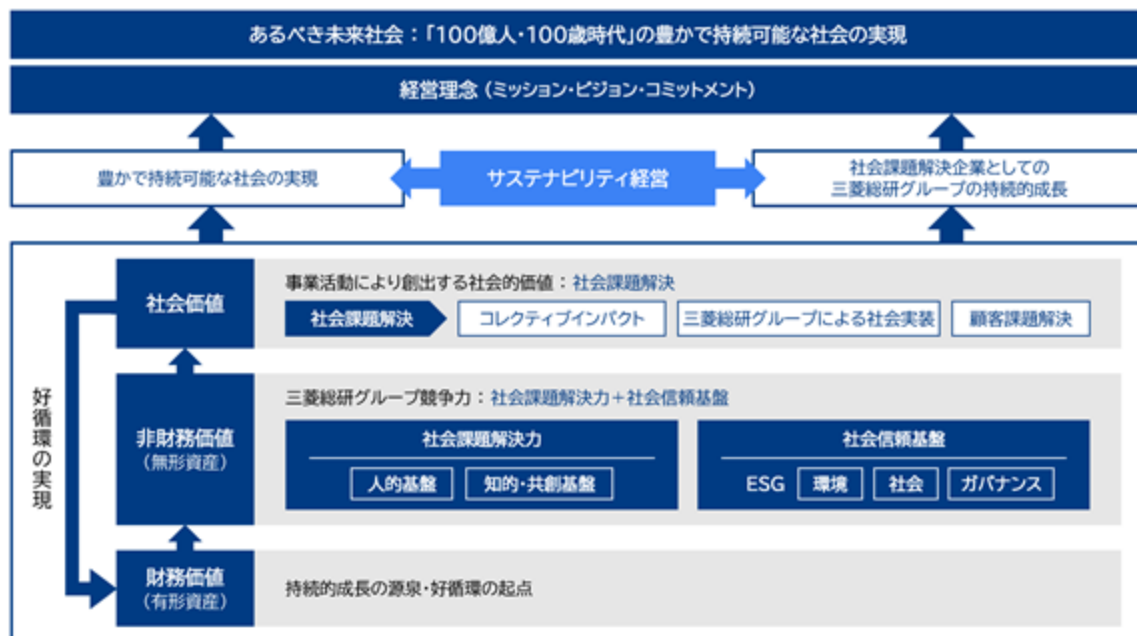 あるべき未来社会：「100億人・100歳時代」の豊かで持続可能な社会の実現
経営理念（ミッション・ビジョン・コミットメント）
豊かで持続可能な社会の実現
サステナビリティ経営
社会課題解決企業としての
三菱総研グループの持続的成長
好循環の実現
社会価値
事業活動により創出する社会的価値：社会課題解決
社会課題解決
コレクティブインパクト
三菱総研グループによる社会実装
顧客課題解決
非財務価値
（無形資産）
三菱総研グループ競争力：社会課題解決力＋社会信頼基盤
社会課題解決力
人的基盤
知的・共創基盤
社会信頼基盤
ESG
環境
社会
ガバナンス
財務価値
（有形資産）
持続的成長の源泉・好循環の起点